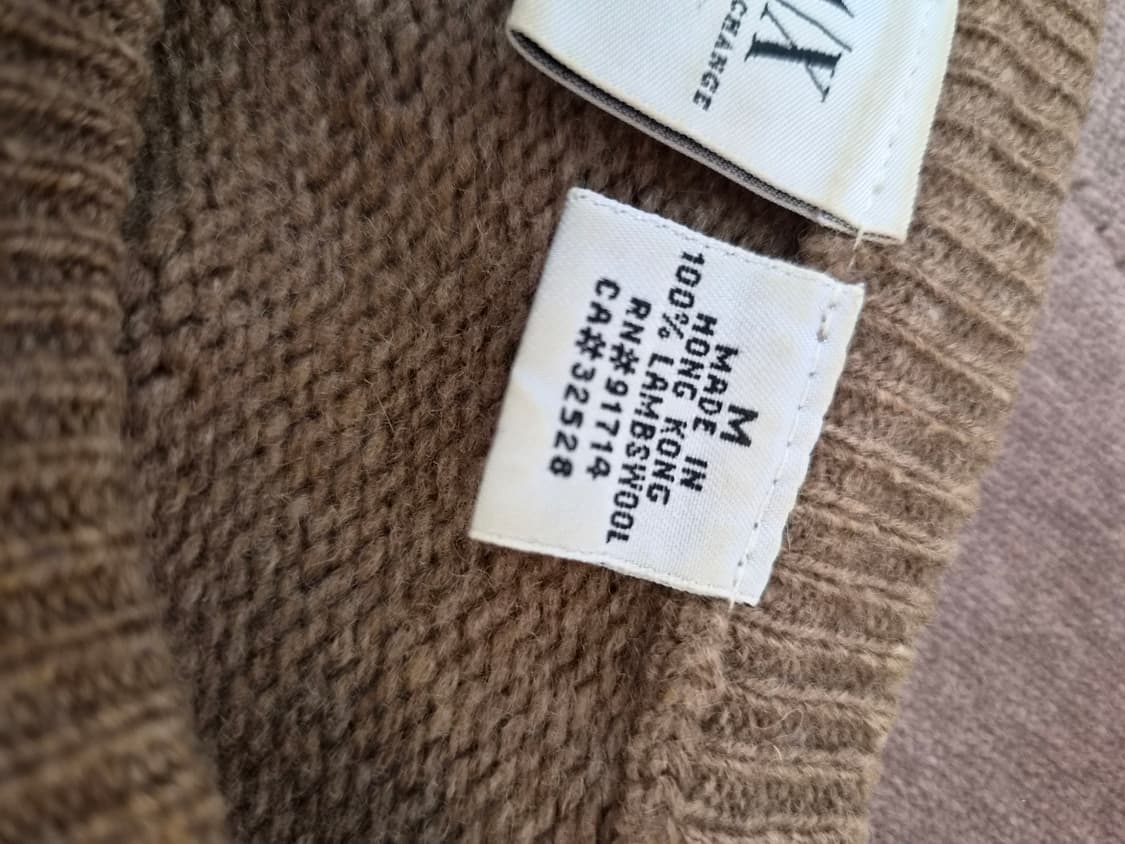 CHANGE
M
MADE IN
HONG KONG
100% LAMBSWOOL
RN#91714
CA#32528